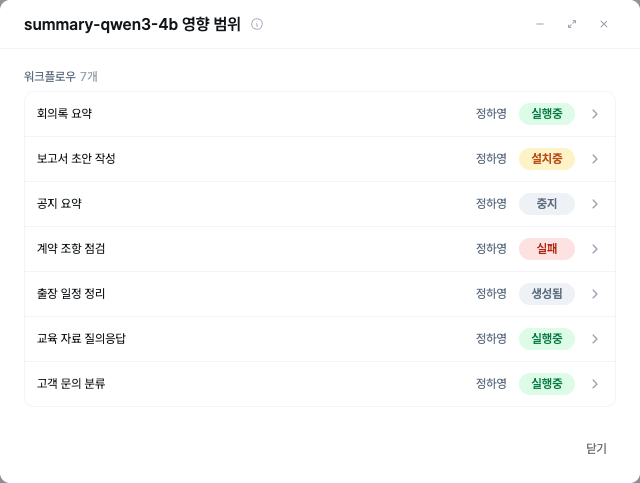 summary-qwen3-4b 영향 범위
워크플로우 7개
회의록 요약 정하영 실행중
보고서 초안 작성 정하영 설치중
공지 요약 정하영 중지
계약 조항 점검 정하영 실패
출장 일정 정리 정하영 생성됨
교육 자료 질의응답 정하영 실행중
고객 문의 분류 정하영 실행중
닫기